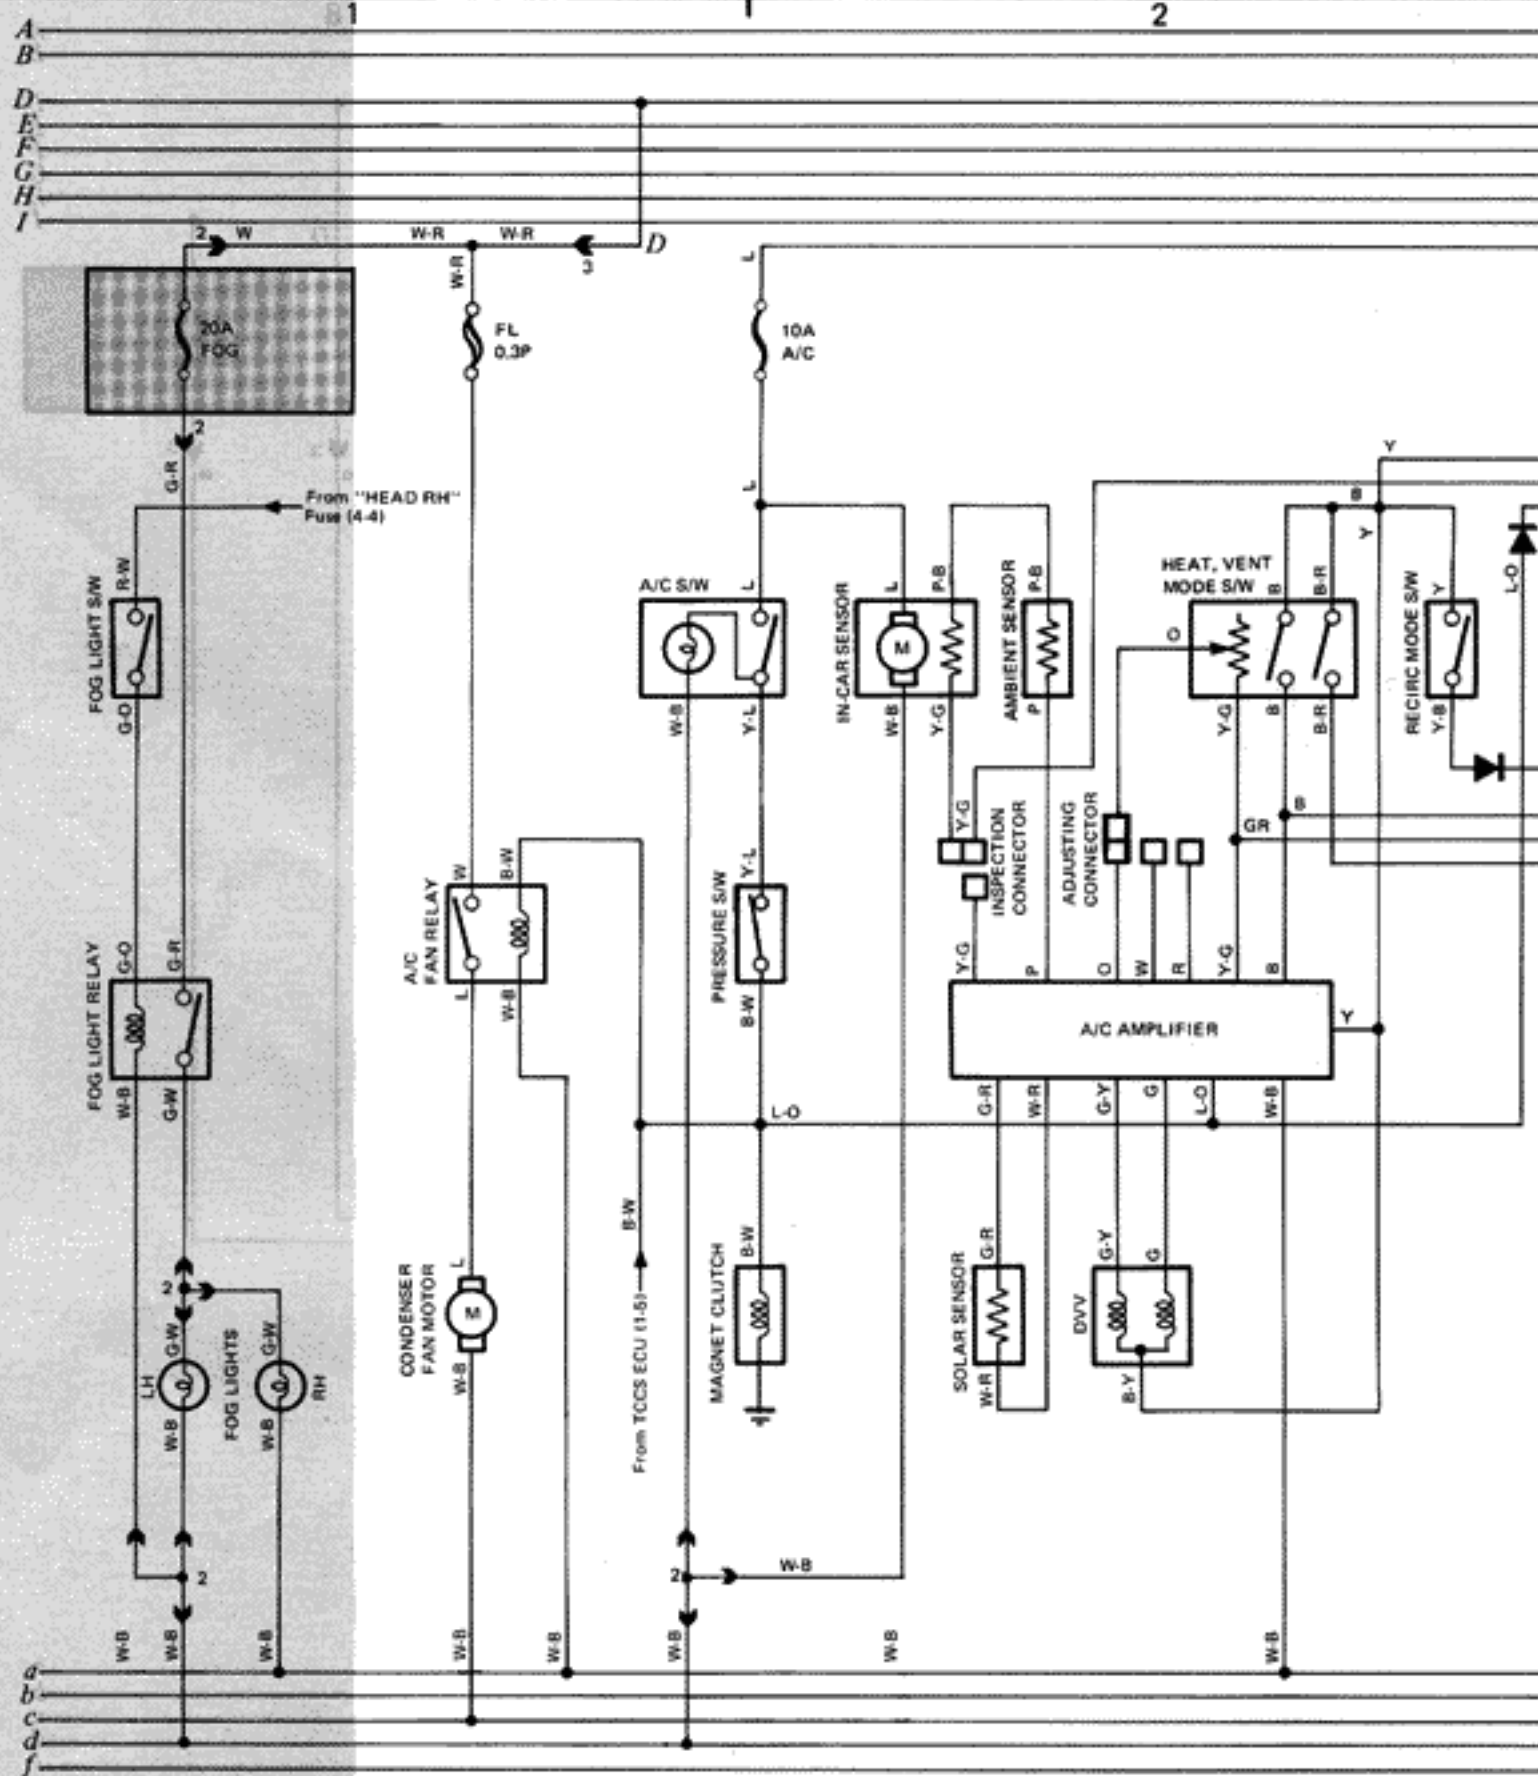 1
2
A
B
D
E
F
G
H
I
2
W
W-R
W-R
D
3
W-R
L
20A
FOG
FL
0.3P
10A
A/C
2
G-R
L
Y
From "HEAD RH"
Fuse (4-4)
B
Y
R-W
FOG LIGHT S/W
A/C S/W
L
IN-CAR SENSOR
L
P-B
AMBIENT SENSOR
P-B
HEAT, VENT
MODE S/W
B
B-R
RECIRC MODE S/W
Y
L-O
O
M
G-O
W-B
Y-L
W-B
Y-G
P
Y-G
B
B-R
Y-B
Y-G
INSPECTION
CONNECTOR
ADJUSTING
CONNECTOR
B
GR
W
B-W
PRESSURE S/W
Y-L
A/C
FAN RELAY
FOG LIGHT RELAY
G-O
G-R
Y-G
P
O
W
R
Y-G
B
L
W-B
B-W
A/C AMPLIFIER
Y
W-B
G-W
L-O
G-R
W-R
G-Y
G
L-O
W-B
B-W
CONDENSER
FAN MOTOR
L
M
W-B
MAGNET CLUTCH
B-W
SOLAR SENSOR
G-R
W-R
DVV
G-Y
G
B-Y
2
G-W
G-W
LH
FOG LIGHTS
RH
W-B
W-B
From TCCS ECU (1-5)
2
2
W-B
W-B
W-B
W-B
W-B
W-B
W-B
W-B
W-B
a
b
c
d
f